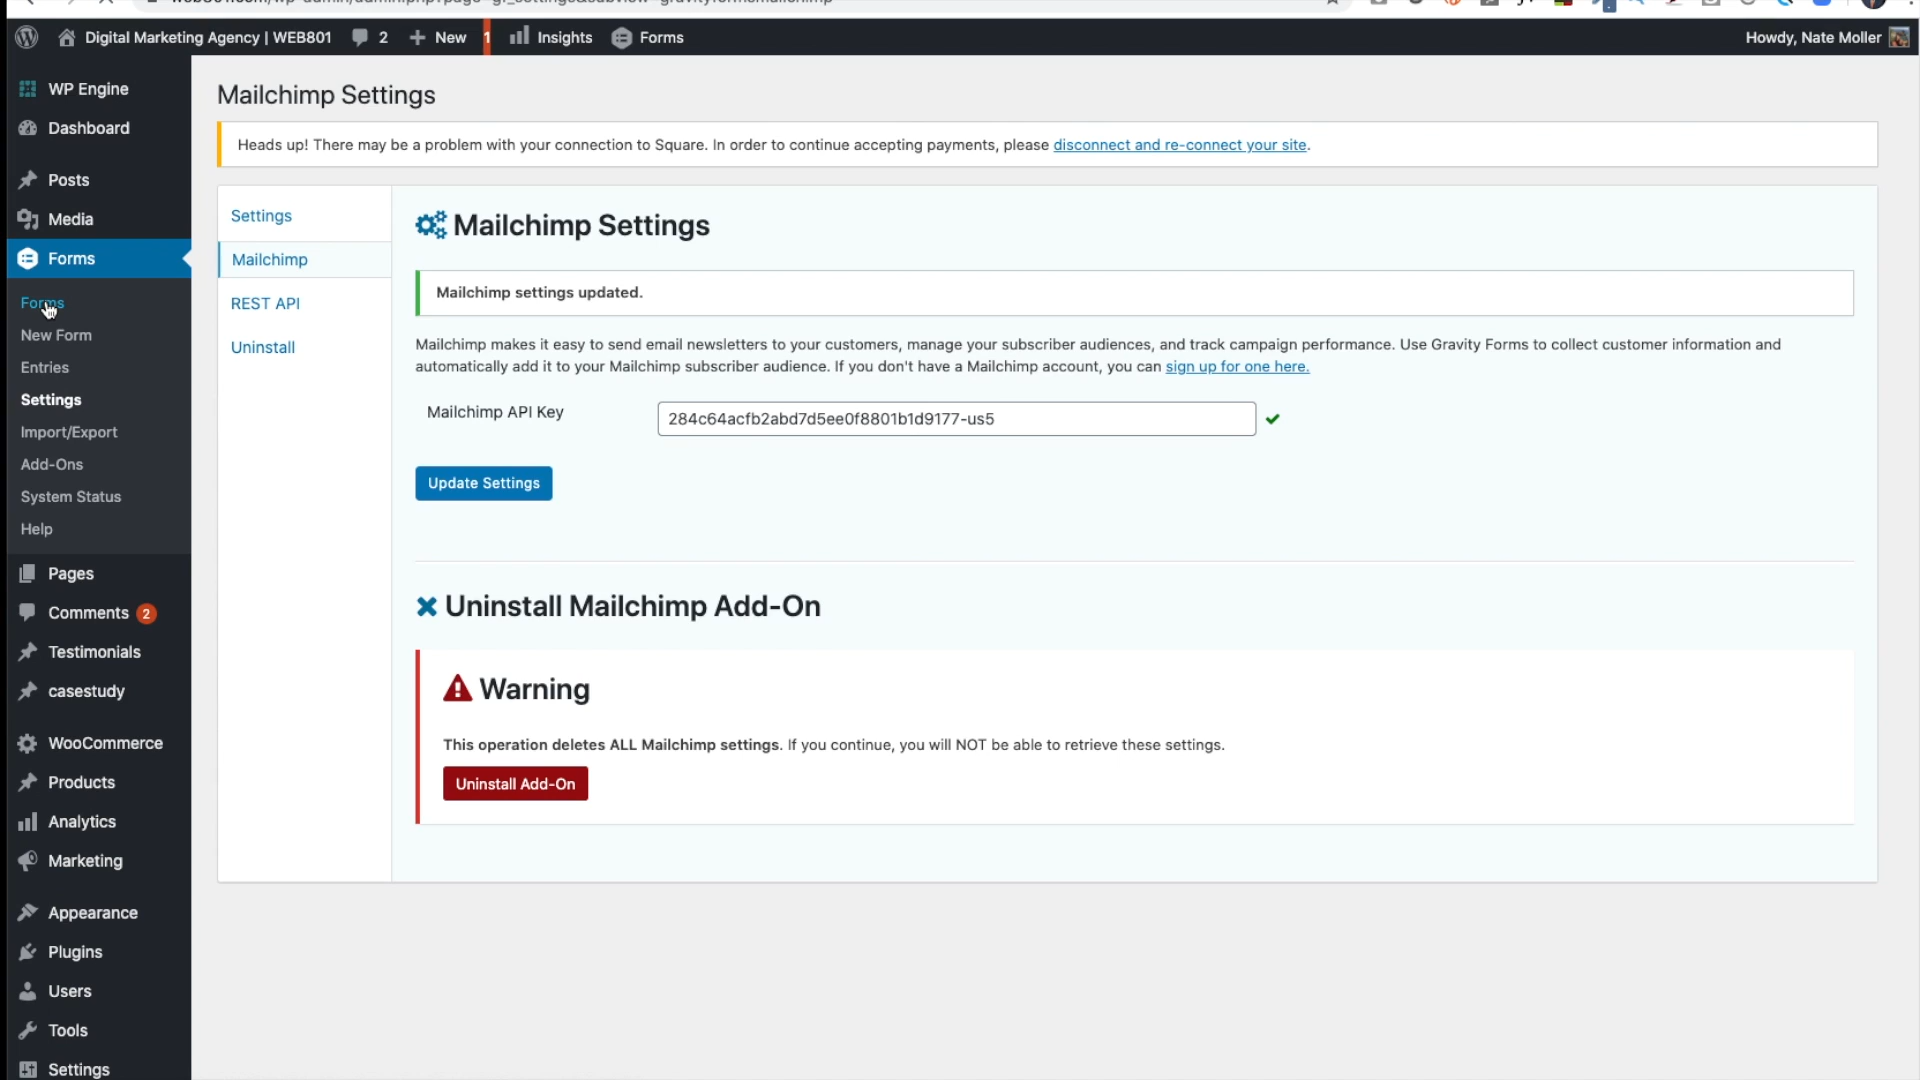 Digital Marketing Agency | WEB801 2 New 1 Insights Forms Howdy, Nate Moller
WP Engine
Dashboard
Posts
Media
Forms
Forms
New Form
Entries
Settings
Import/Export
Add-Ons
System Status
Help
Pages
Comments 2
Testimonials
casestudy
WooCommerce
Products
Analytics
Marketing
Appearance
Plugins
Users
Tools
Settings
Mailchimp Settings
Heads up! There may be a problem with your connection to Square. In order to continue accepting payments, please disconnect and re-connect your site.
Settings
Mailchimp
REST API
Uninstall
Mailchimp Settings
Mailchimp settings updated.
Mailchimp makes it easy to send email newsletters to your customers, manage your subscriber audiences, and track campaign performance. Use Gravity Forms to collect customer information and
automatically add it to your Mailchimp subscriber audience. If you don't have a Mailchimp account, you can sign up for one here.
Mailchimp API Key 284c64acfb2abd7d5ee0f8801b1d9177-us5
Update Settings
Uninstall Mailchimp Add-On
Warning
This operation deletes ALL Mailchimp settings. If you continue, you will NOT be able to retrieve these settings.
Uninstall Add-On